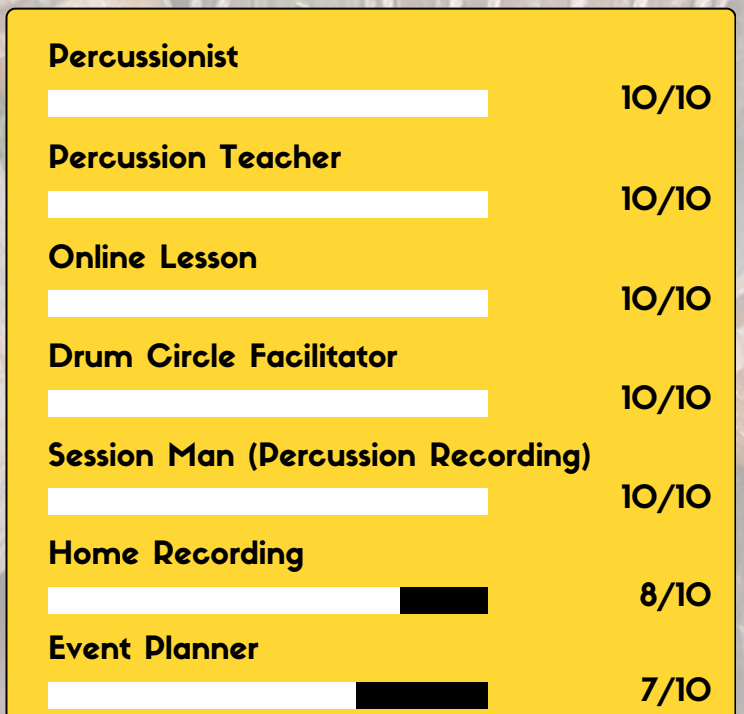 Percussionist
10/10
Percussion Teacher
10/10
Online Lesson
10/10
Drum Circle Facilitator
10/10
Session Man (Percussion Recording)
10/10
Home Recording
8/10
Event Planner
7/10